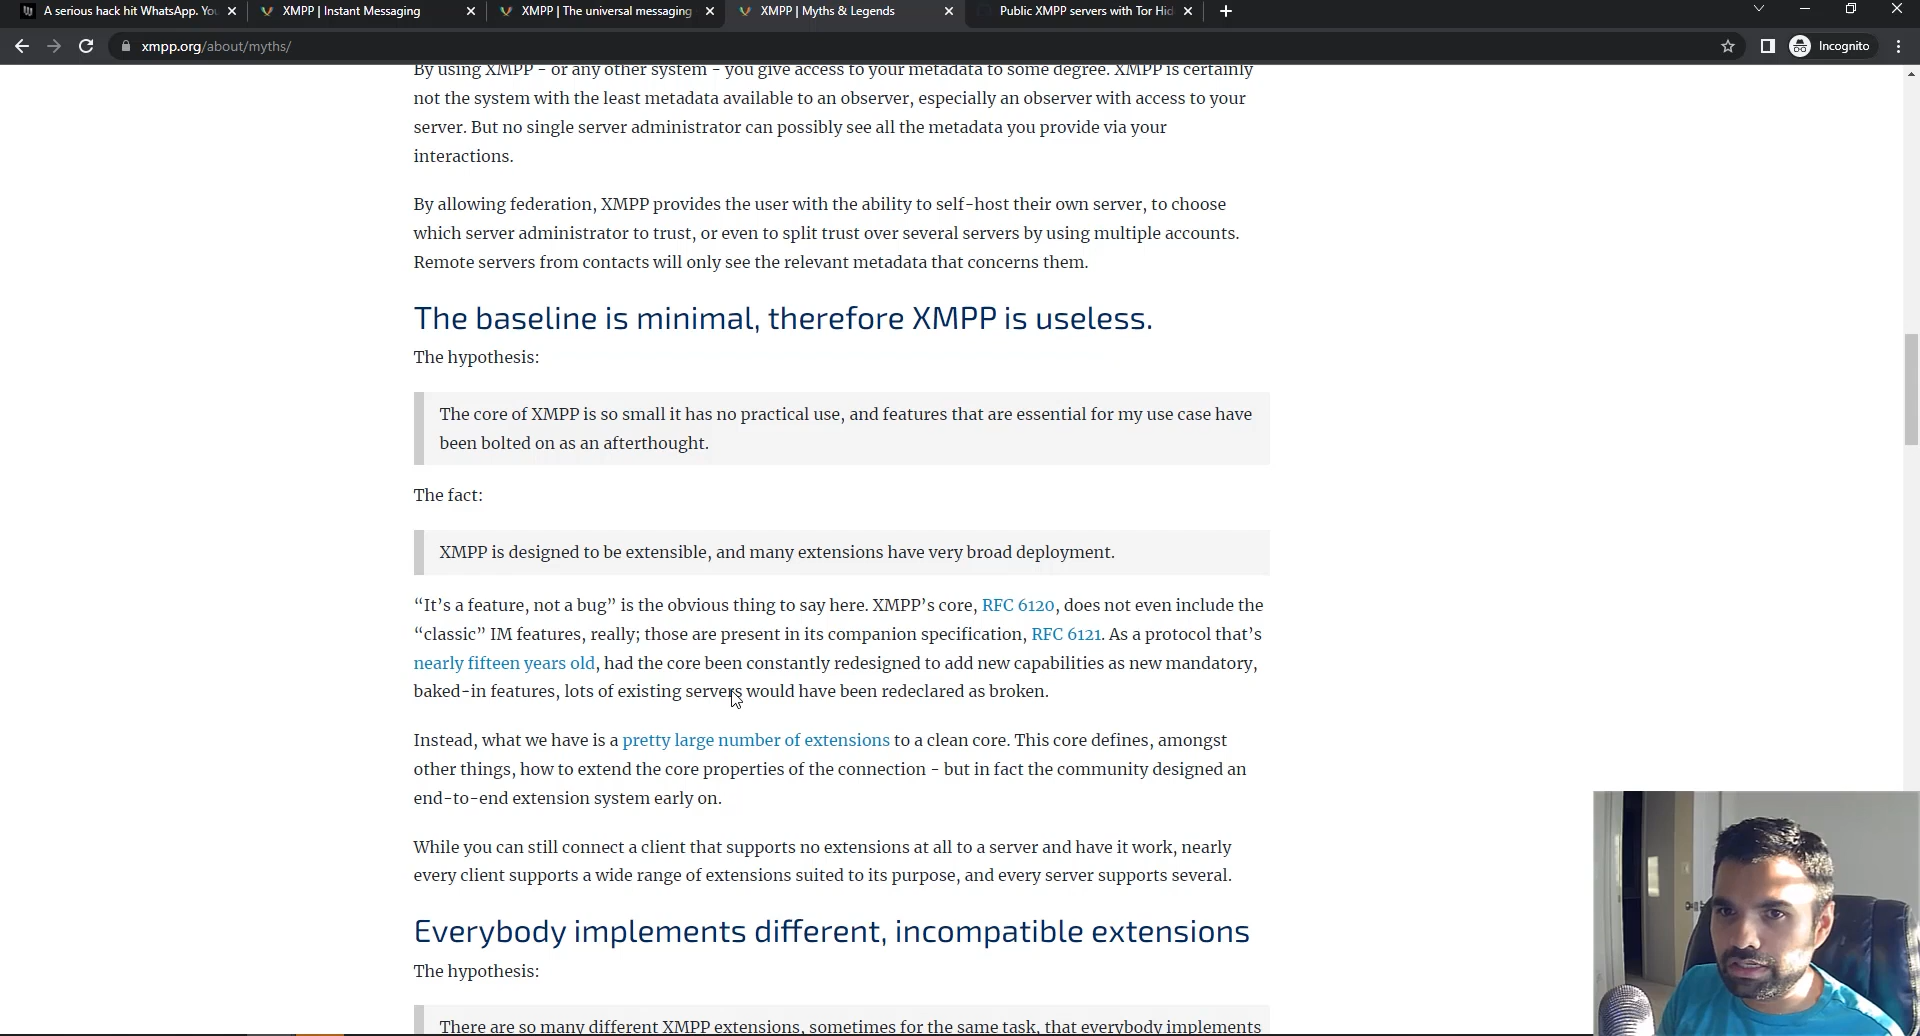 A serious hack hit WhatsApp. Yo
XMPP | Instant Messaging
XMPP | The universal messaging
XMPP | Myths & Legends
Public XMPP servers with Tor Hid
xmpp.org/about/myths/
Incognito
By using XMPP - or any other system - you give access to your metadata to some degree. XMPP is certainly
not the system with the least metadata available to an observer, especially an observer with access to your
server. But no single server administrator can possibly see all the metadata you provide via your
interactions.
By allowing federation, XMPP provides the user with the ability to self-host their own server, to choose
which server administrator to trust, or even to split trust over several servers by using multiple accounts.
Remote servers from contacts will only see the relevant metadata that concerns them.
The baseline is minimal, therefore XMPP is useless.
The hypothesis:
The core of XMPP is so small it has no practical use, and features that are essential for my use case have
been bolted on as an afterthought.
The fact:
XMPP is designed to be extensible, and many extensions have very broad deployment.
“It’s a feature, not a bug” is the obvious thing to say here. XMPP’s core, RFC 6120, does not even include the
“classic” IM features, really; those are present in its companion specification, RFC 6121. As a protocol that’s
nearly fifteen years old, had the core been constantly redesigned to add new capabilities as new mandatory,
baked-in features, lots of existing servers would have been redeclared as broken.
Instead, what we have is a pretty large number of extensions to a clean core. This core defines, amongst
other things, how to extend the core properties of the connection - but in fact the community designed an
end-to-end extension system early on.
While you can still connect a client that supports no extensions at all to a server and have it work, nearly
every client supports a wide range of extensions suited to its purpose, and every server supports several.
Everybody implements different, incompatible extensions
The hypothesis:
There are so many different XMPP extensions, sometimes for the same task, that everybody implements